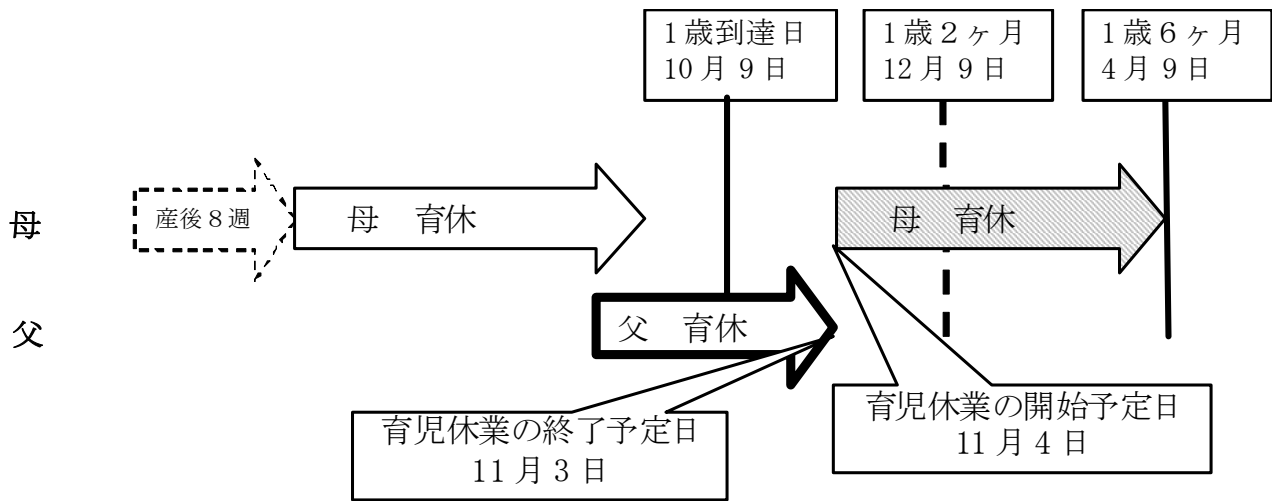 1歳到達日
10月9日
1歳2ヶ月
12月9日
1歳6ヶ月
4月9日
母
産後8週
母 育休
母 育休
父
父 育休
育児休業の終了予定日
11月3日
育児休業の開始予定日
11月4日